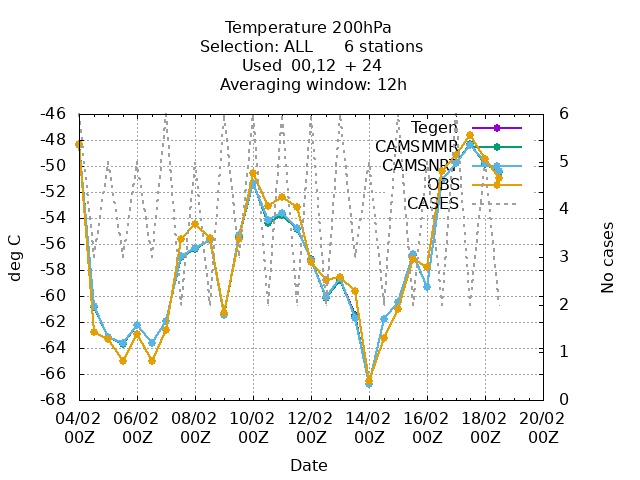 Temperature 200hPa
Selection: ALL 6 stations
Used 00,12 + 24
Averaging window: 12h
-46 6
Tegen
-48
CAMSMMR
-50 5
CAMSNRT
-52
OBS
CASES
-54 4
-56
-58 3
-60 2
-62
-64 1
-66
-68 0
deg C
No cases
04/02 06/02 08/02 10/02 12/02 14/02 16/02 18/02 20/02
00Z 00Z 00Z 00Z 00Z 00Z 00Z 00Z 00Z
Date